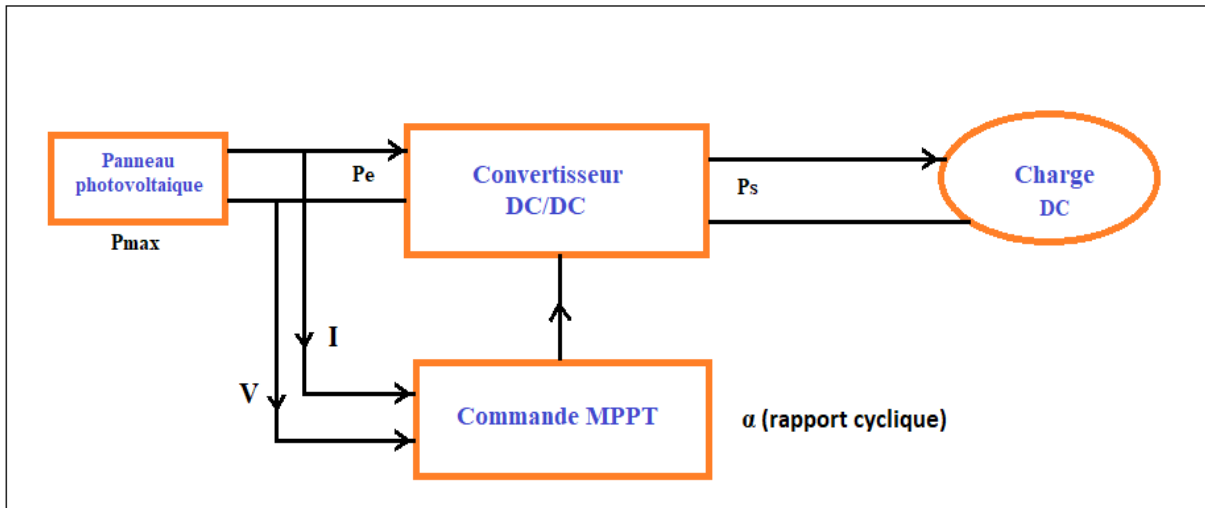 Panneau
photovoltaique
Pmax
Pe
Convertisseur
DC/DC
Ps
Charge
DC
I
V
Commande MPPT
α (rapport cyclique)